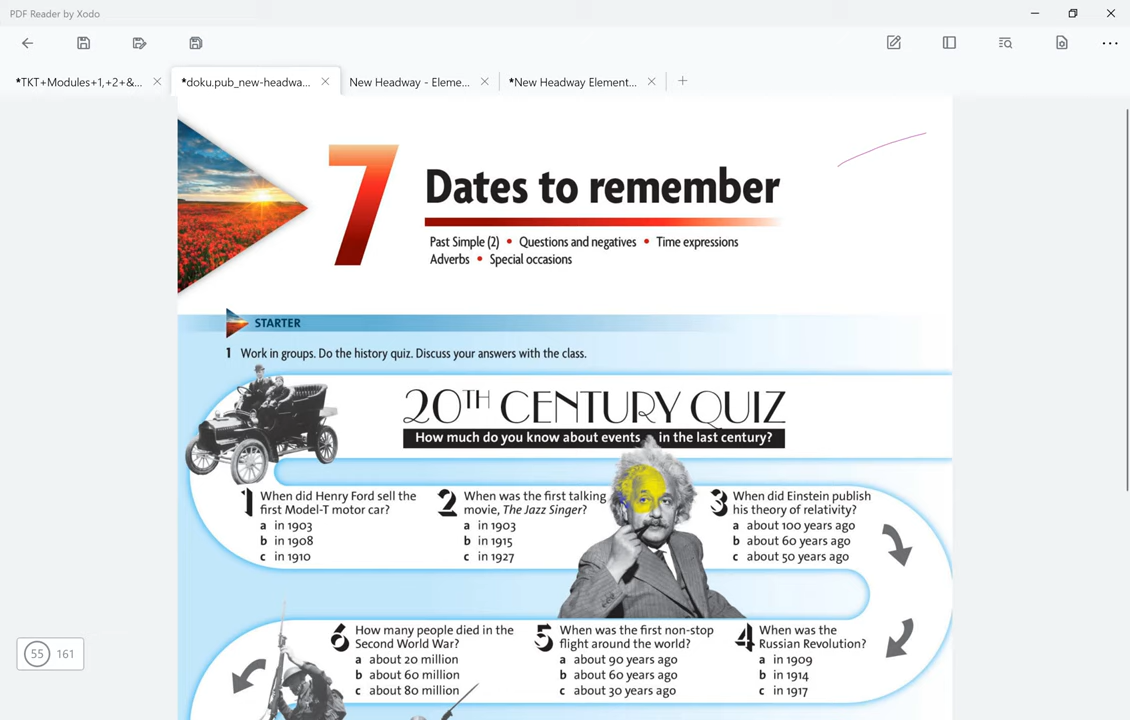 PDF Reader by Xodo
*TKT+Modules+1,+2+&...
*doku.pub_new-headwa...
New Headway - Eleme...
*New Headway Element...
7
Dates to remember
Past Simple (2) • Questions and negatives • Time expressions
Adverbs • Special occasions
STARTER
1 Work in groups. Do the history quiz. Discuss your answers with the class.
20TH CENTURY QUIZ
How much do you know about events in the last century?
1 When did Henry Ford sell the
first Model-T motor car?
a in 1903
b in 1908
c in 1910
2 When was the first talking
movie, The Jazz Singer?
a in 1903
b in 1915
c in 1927
3 When did Einstein publish
his theory of relativity?
a about 100 years ago
b about 60 years ago
c about 50 years ago
6 How many people died in the
Second World War?
a about 20 million
b about 60 million
c about 80 million
5 When was the first non-stop
flight around the world?
a about 90 years ago
b about 60 years ago
c about 30 years ago
4 When was the
Russian Revolution?
a in 1909
b in 1914
c in 1917
55 161